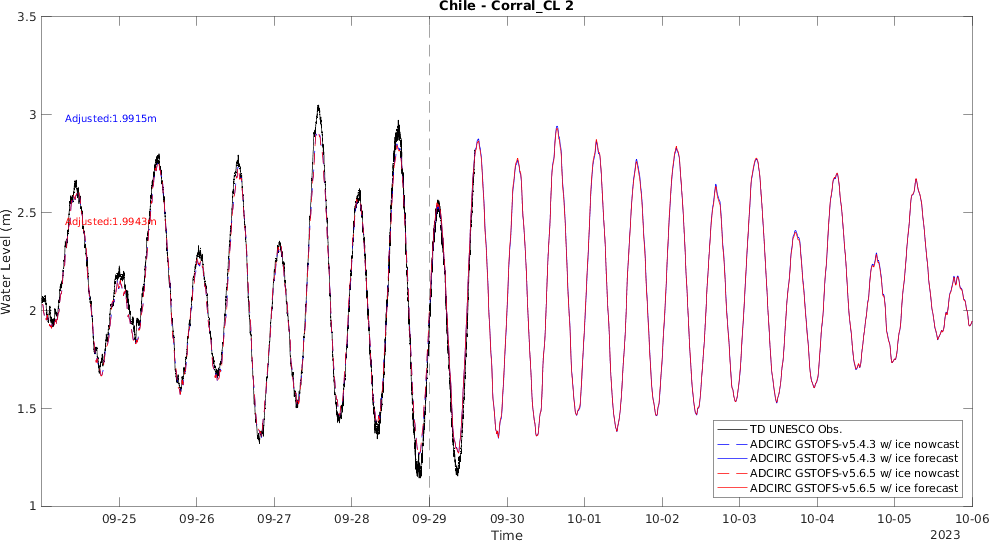 Chile - Corral_CL 2
3.5
3
2.5
2
1.5
1
Water Level (m)
Adjusted:1.9915m
Adjusted:1.9943m
TD UNESCO Obs.
ADCIRC GSTOFS-v5.4.3 w/ ice nowcast
ADCIRC GSTOFS-v5.4.3 w/ ice forecast
ADCIRC GSTOFS-v5.6.5 w/ ice nowcast
ADCIRC GSTOFS-v5.6.5 w/ ice forecast
09-25 09-26 09-27 09-28 09-29 09-30 10-01 10-02 10-03 10-04 10-05 10-06
Time
2023